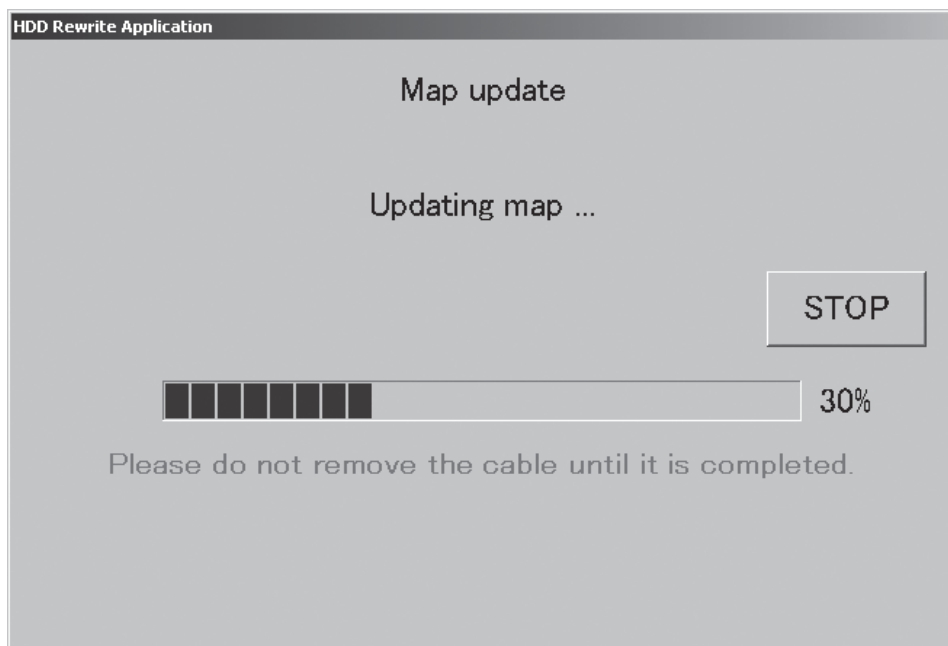 HDD Rewrite Application
Map update
Updating map ...
STOP
30%
Please do not remove the cable until it is completed.